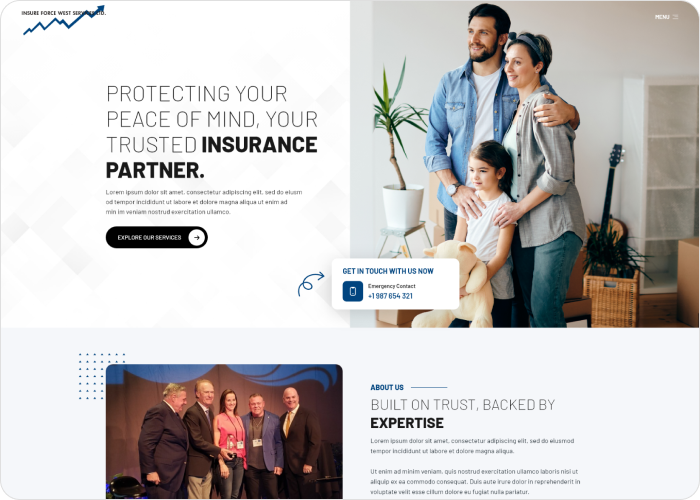 INSURE FORCE WEST SERVICES LTD.
MENU
PROTECTING YOUR
PEACE OF MIND, YOUR
TRUSTED INSURANCE
PARTNER.
Lorem ipsum dolor sit amet, consectetur adipiscing elit, sed do eiusm
od tempor incididunt ut labore et dolore magna aliqua ut enim ad
min im veniam nostrud exercitation ullamco.
EXPLORE OUR SERVICES
GET IN TOUCH WITH US NOW
Emergency Contact
+1 987 654 321
ABOUT US
BUILT ON TRUST, BACKED BY
EXPERTISE
Lorem ipsum dolor sit amet, consectetur adipiscing elit, sed do eiusmod
tempor incididunt ut labore et dolore magna aliqua.
Ut enim ad minim veniam, quis nostrud exercitation ullamco laboris nisi ut
aliquip ex ea commodo consequat. Duis aute irure dolor in reprehenderit in
voluptate velit esse cillum dolore eu fugiat nulla pariatur.